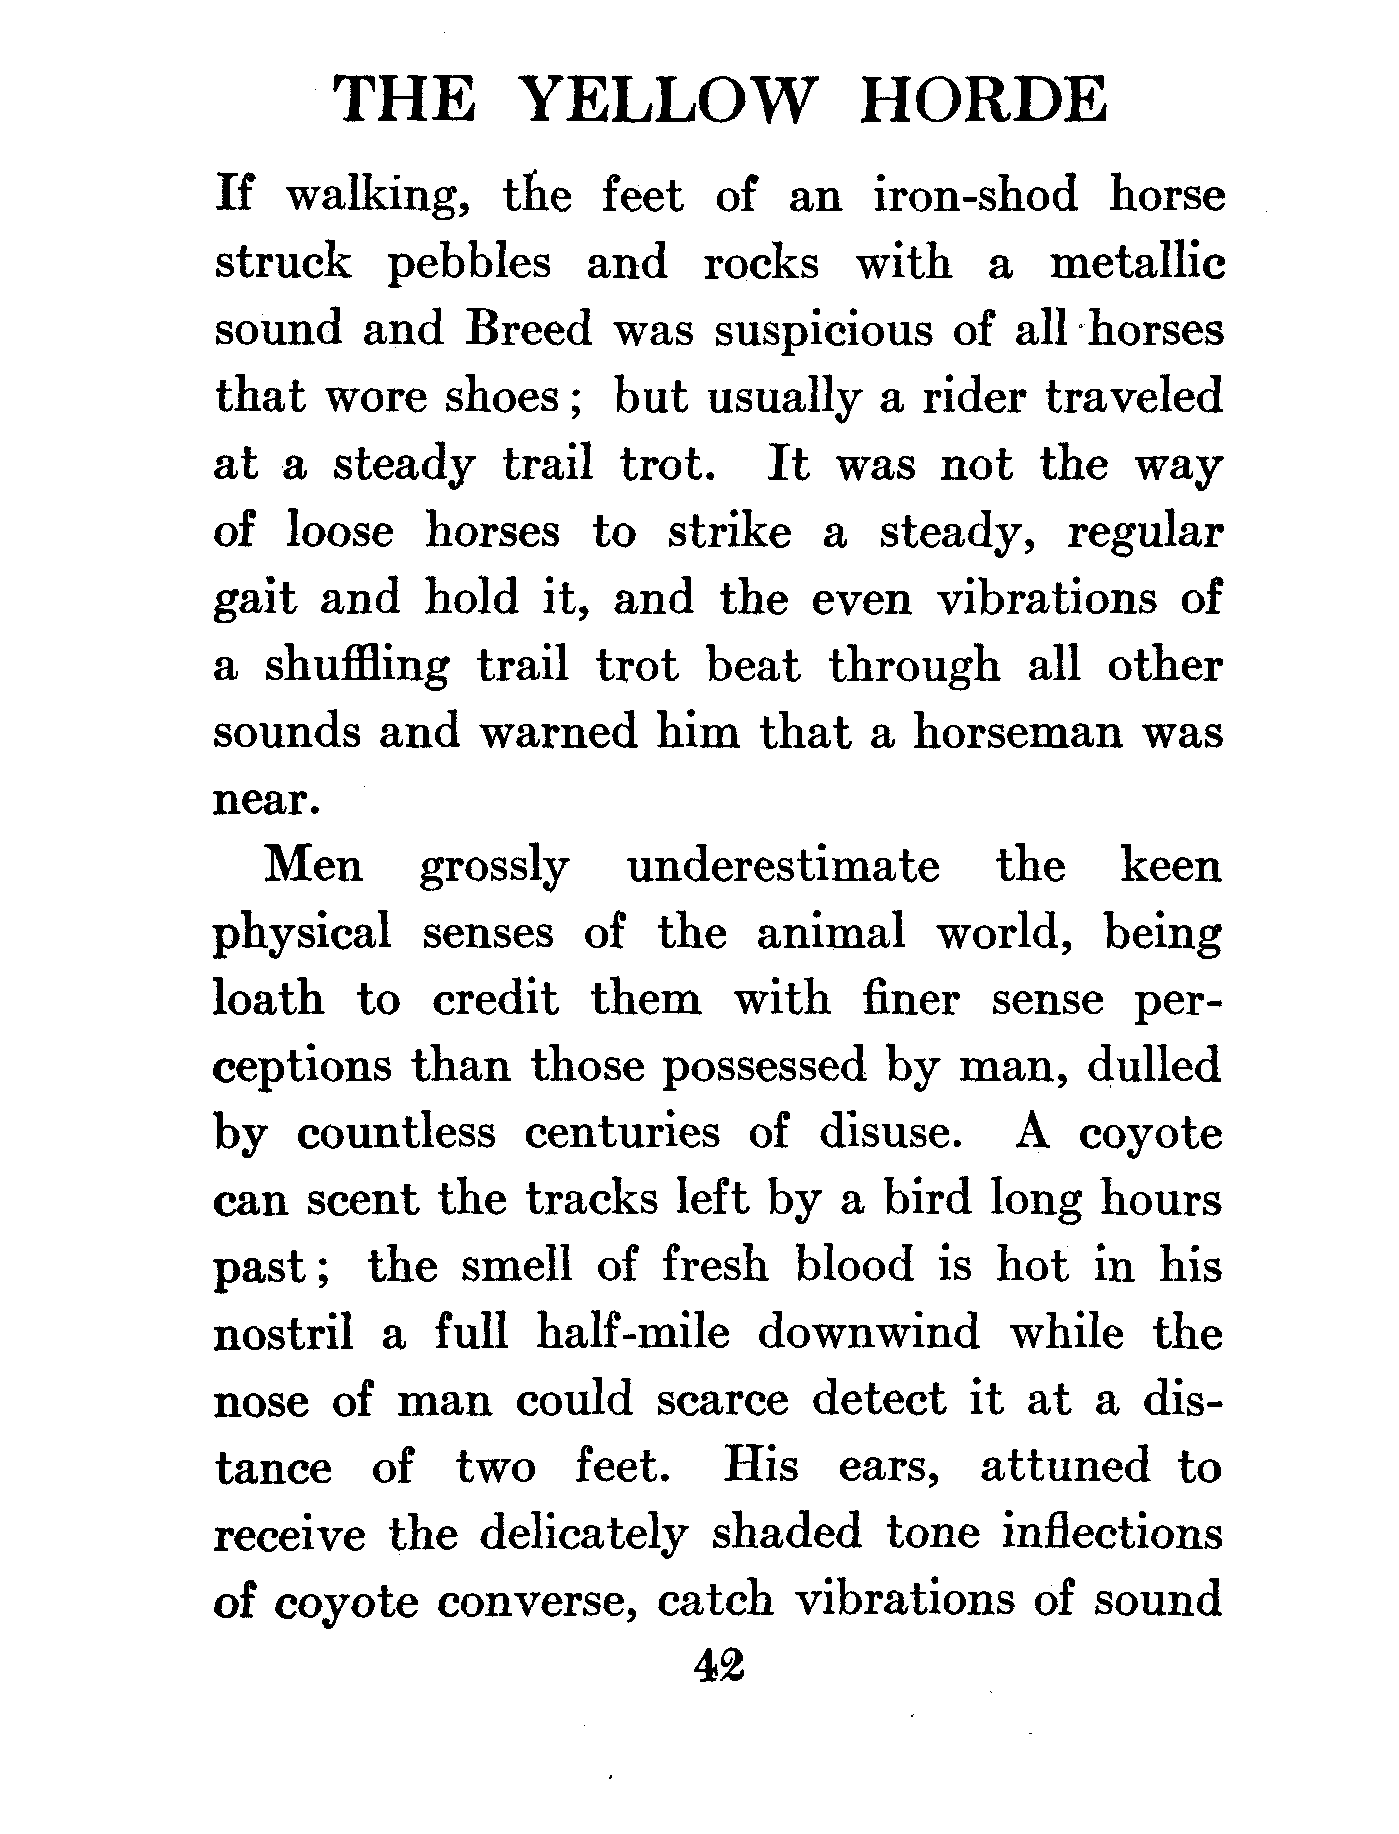 THE YELLOW HORDE
If walking, the feet of an iron-shod horse
struck pebbles and rocks with a metallic
sound and Breed was suspicious of all horses
that wore shoes; but usually a rider traveled
at a steady trail trot. It was not the way
of loose horses to strike a steady, regular
gait and hold it, and the even vibrations of
a shuffling trail trot beat through all other
sounds and warned him that a horseman was
near.
Men grossly underestimate the keen
physical senses of the animal world, being
loath to credit them with finer sense per-
ceptions than those possessed by man, dulled
by countless centuries of disuse. A coyote
can scent the tracks left by a bird long hours
past; the smell of fresh blood is hot in his
nostril a full half-mile downwind while the
nose of man could scarce detect it at a dis-
tance of two feet. His ears, attuned to
receive the delicately shaded tone inflections
of coyote converse, catch vibrations of sound
42